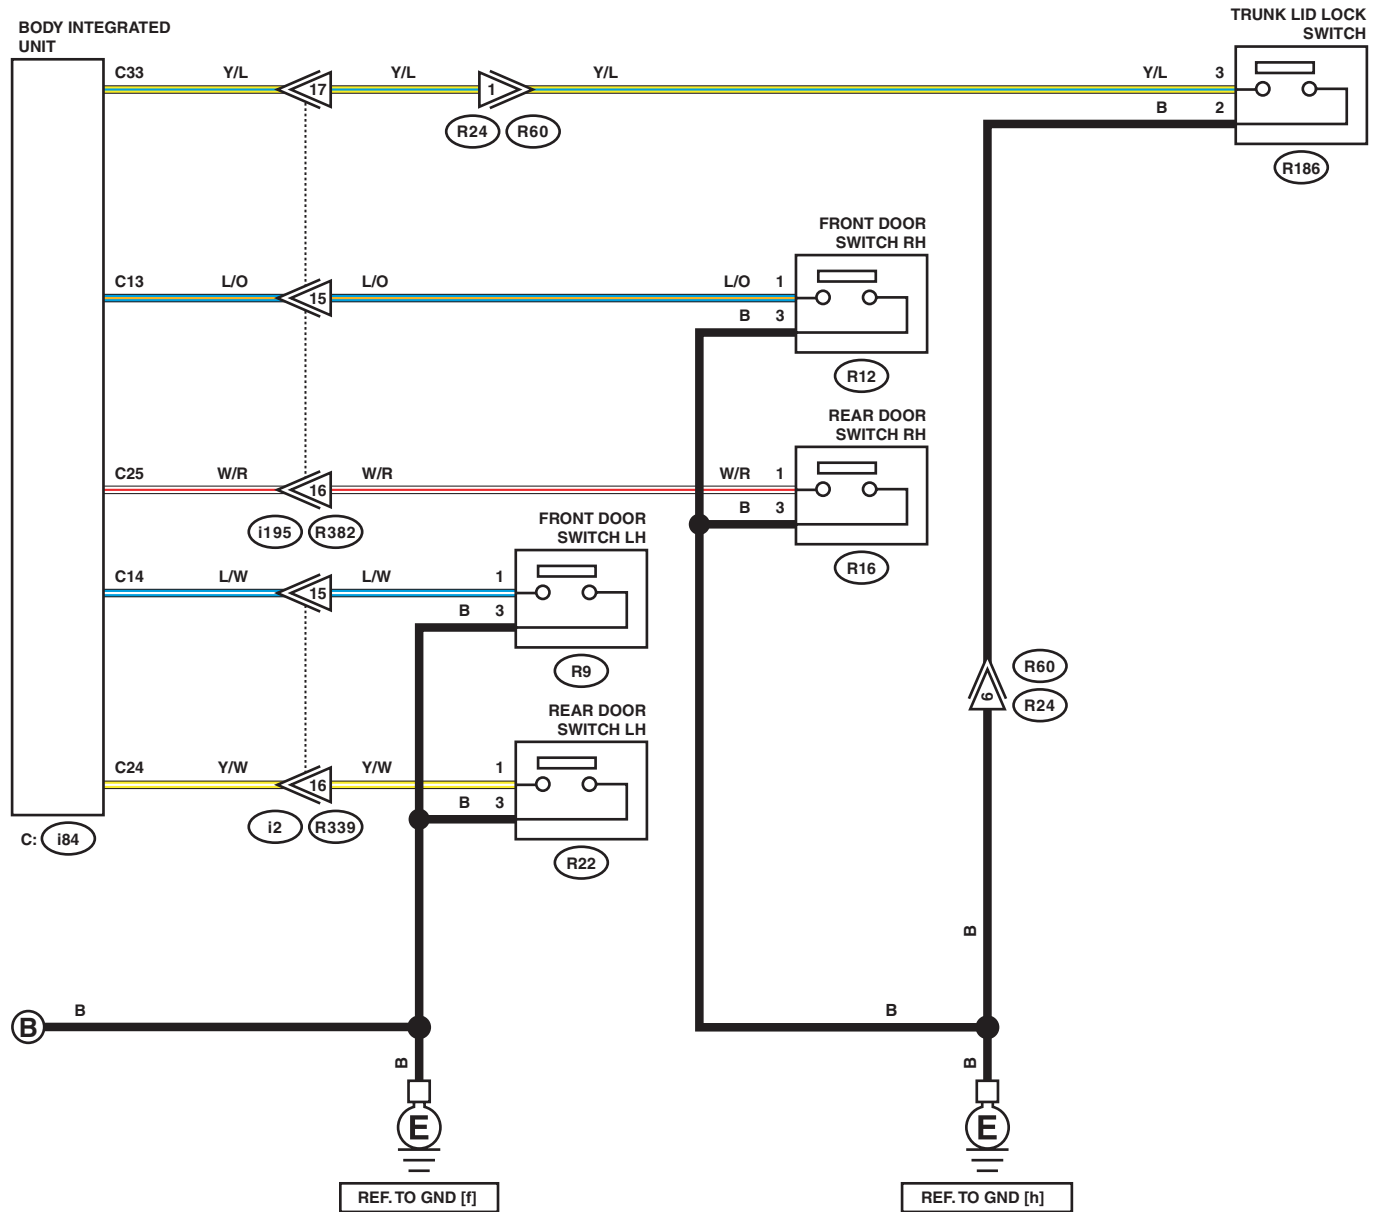 BODY INTEGRATED
UNIT
TRUNK LID LOCK
SWITCH
C33 Y/L Y/L Y/L Y/L 3
17 1
B 2
R24 R60
R186
FRONT DOOR
SWITCH RH
C13 L/O L/O L/O 1
15
B 3
R12
REAR DOOR
SWITCH RH
C25 W/R W/R W/R 1
16
B 3
i195 R382
R16
FRONT DOOR
SWITCH LH
C14 L/W L/W 1
15
B 3
R9
R60
6
R24
REAR DOOR
SWITCH LH
C24 Y/W Y/W 1
16
B 3
i2 R339
C: i84
R22
B
B
B
B
B
B
B
E
E
REF. TO GND [f]
REF. TO GND [h]